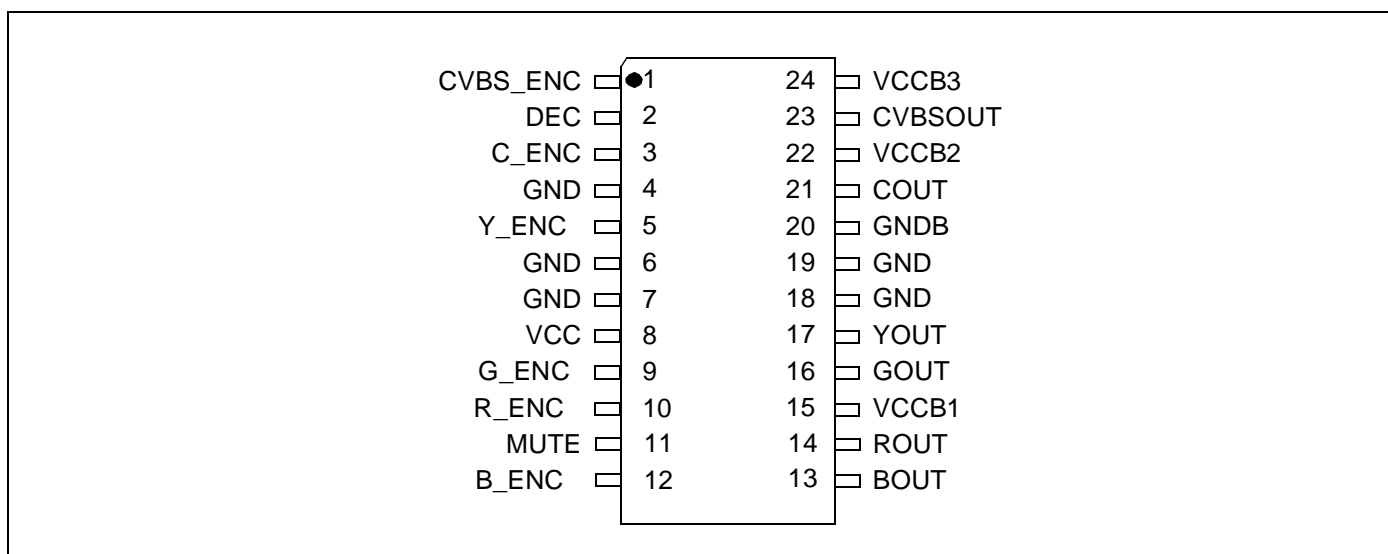 CVBS_ENC 1 24 VCCB3
DEC 2 23 CVBSOUT
C_ENC 3 22 VCCB2
GND 4 21 COUT
Y_ENC 5 20 GNDB
GND 6 19 GND
GND 7 18 GND
VCC 8 17 YOUT
G_ENC 9 16 GOUT
R_ENC 10 15 VCCB1
MUTE 11 14 ROUT
B_ENC 12 13 BOUT